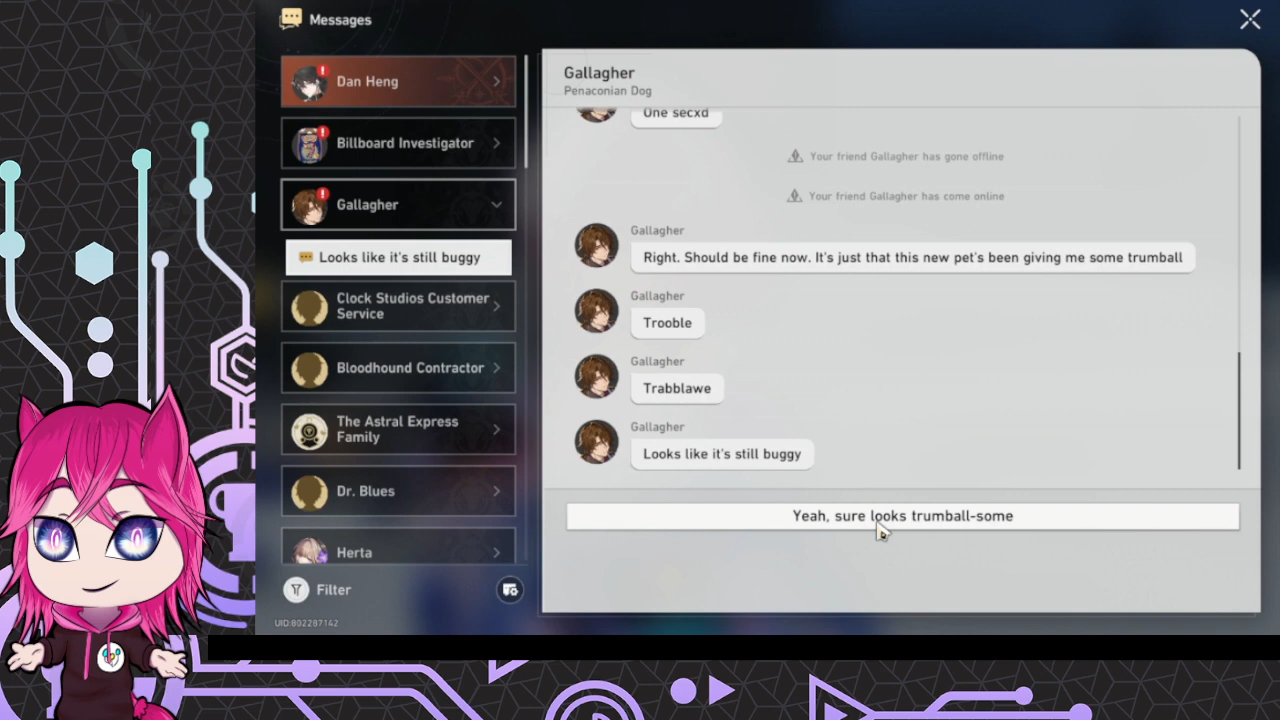 Messages
Dan Heng
Billboard Investigator
Gallagher
Looks like it's still buggy
Clock Studios Customer
Service
Bloodhound Contractor
The Astral Express
Family
Dr. Blues
Herta
Filter
UID:802287142
Gallagher
Penaconian Dog
One secxd
Your friend Gallagher has gone offline
Your friend Gallagher has come online
Gallagher
Right. Should be fine now. It's just that this new pet's been giving me some trumball
Gallagher
Trooble
Gallagher
Trabblawe
Gallagher
Looks like it's still buggy
Yeah, sure looks trumball-some